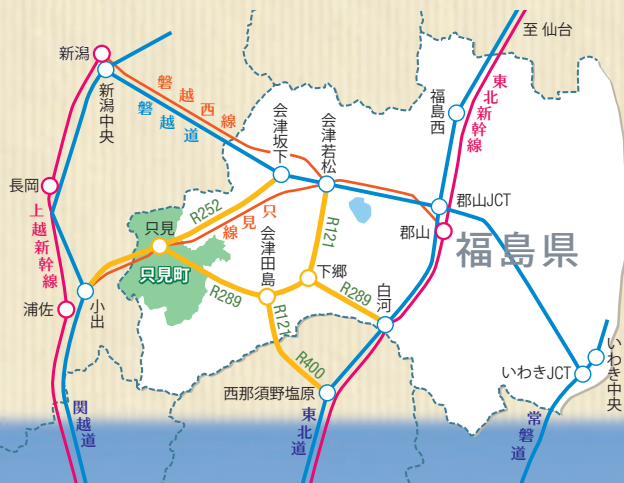 至 仙台
新潟
新潟中央
磐越西線
磐越道
東北新幹線
福島西
会津坂下
会津若松
長岡
上越新幹線
R252
只見線
R121
郡山JCT
郡山
福島県
只見
只見町
会津田島
下郷
R289
R289
白河
浦佐
小出
R121
R400
西那須野塩原
いわきJCT
いわき中央
関越道
東北道
常磐道